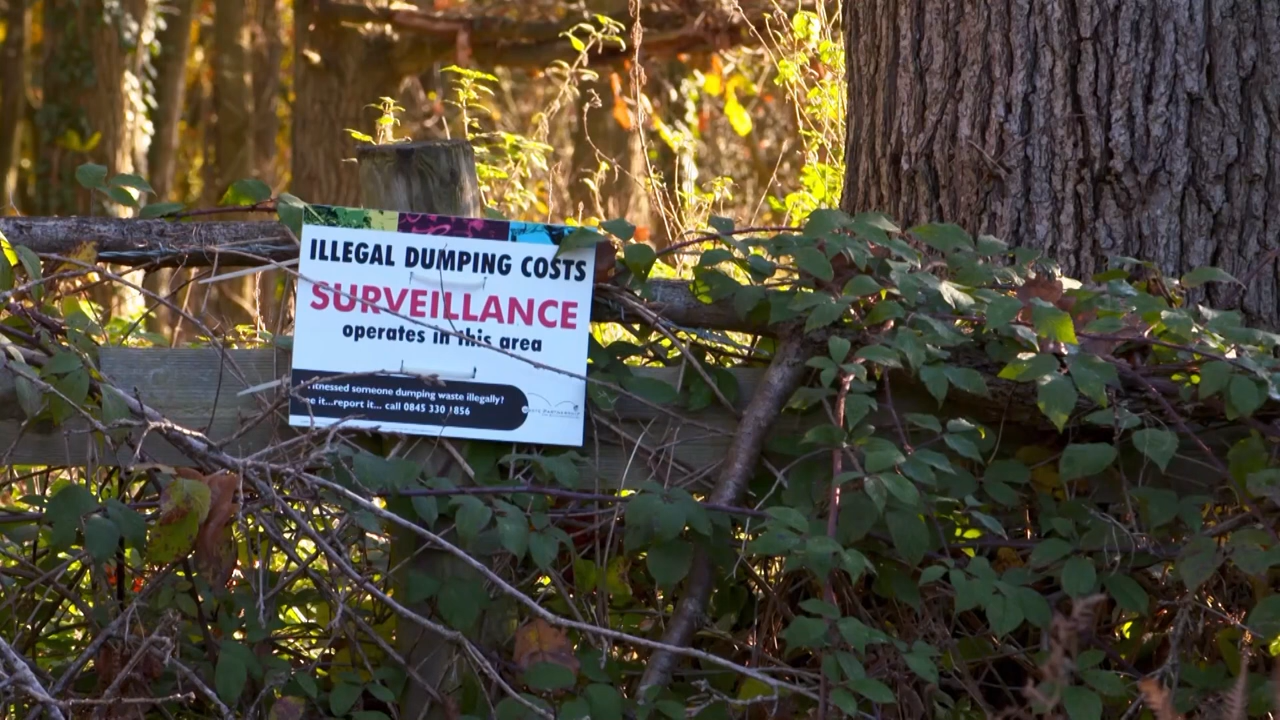 ILLEGAL DUMPING COSTS
SURVEILLANCE
operates in this area
itnessed someone dumping waste illegally?
e it...report it... call 0845 330 1856